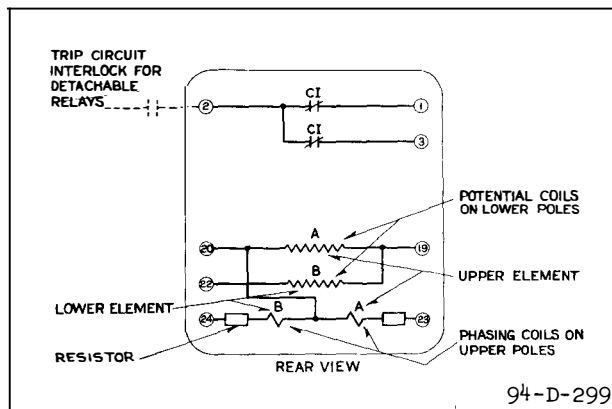 TRIP CIRCUIT
INTERLOCK FOR
DETACHABLE
RELAYS
2
CI
1
CI
3
POTENTIAL COILS
ON LOWER POLES
20
A
19
22
B
UPPER ELEMENT
LOWER ELEMENT
B
A
24
23
PHASING COILS ON
UPPER POLES
RESISTOR
REAR VIEW
94-D-299